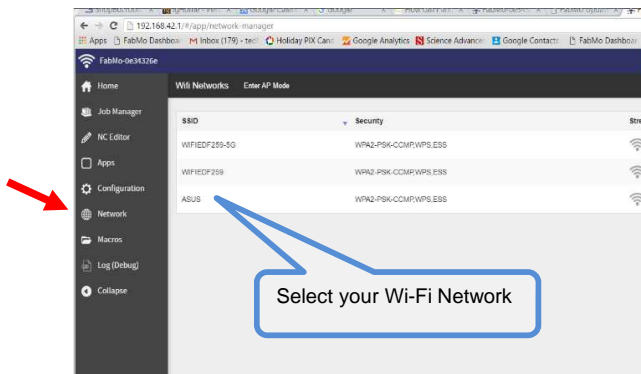 192.168.42.1/#/app/network-manager
Apps FabMo Dashboa Inbox (179) - tech Holiday PIX Cano Google Analytics Science Advance Google Contacts FabMo Dashboar
FabMo-0e34326e
Home
Wifi Networks Enter AP Mode
Job Manager
SSID Security Stre
NC Editor
WIFIEDF259-5G WPA2-PSK-CCMP,WPS,ESS
Apps
WIFIEDF259 WPA2-PSK-CCMP,WPS,ESS
Configuration
ASUS WPA2-PSK-CCMP,WPS,ESS
Network
Macros
Log (Debug)
Collapse
Select your Wi-Fi Network